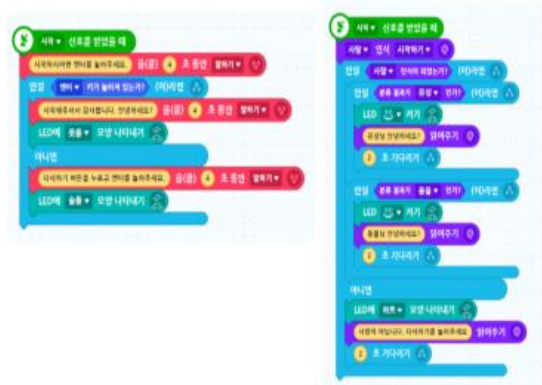 시작 신호를 받았을 때
시작하시려면 엔터를 눌러주세요. 을(를) 4 초 동안 말하기
만일 엔터 키가 눌러져 있는가? (이)라면
시작해주셔서 감사합니다. 안녕하세요? 을(를) 4 초 동안 말하기
LED에 웃음 모양 나타내기
아니면
다시하기 버튼을 누르고 엔터를 눌러주세요. 을(를) 4 초 동안 말하기
LED에 슬픔 모양 나타내기
시작 신호를 받았을 때
사람 인식 시작하기
만일 사람 인식이 되었는가? (이)라면
만일 분류 결과가 인가? (이)라면
LED 켜기
안녕하세요? 읽어주기
초 기다리기
만일 분류 결과가 인가? (이)라면
LED 켜기
안녕하세요? 읽어주기
초 기다리기
아니면
LED에 하트 모양 나타내기
사람이 아닙니다. 다시하기를 눌러주세요 읽어주기
초 기다리기